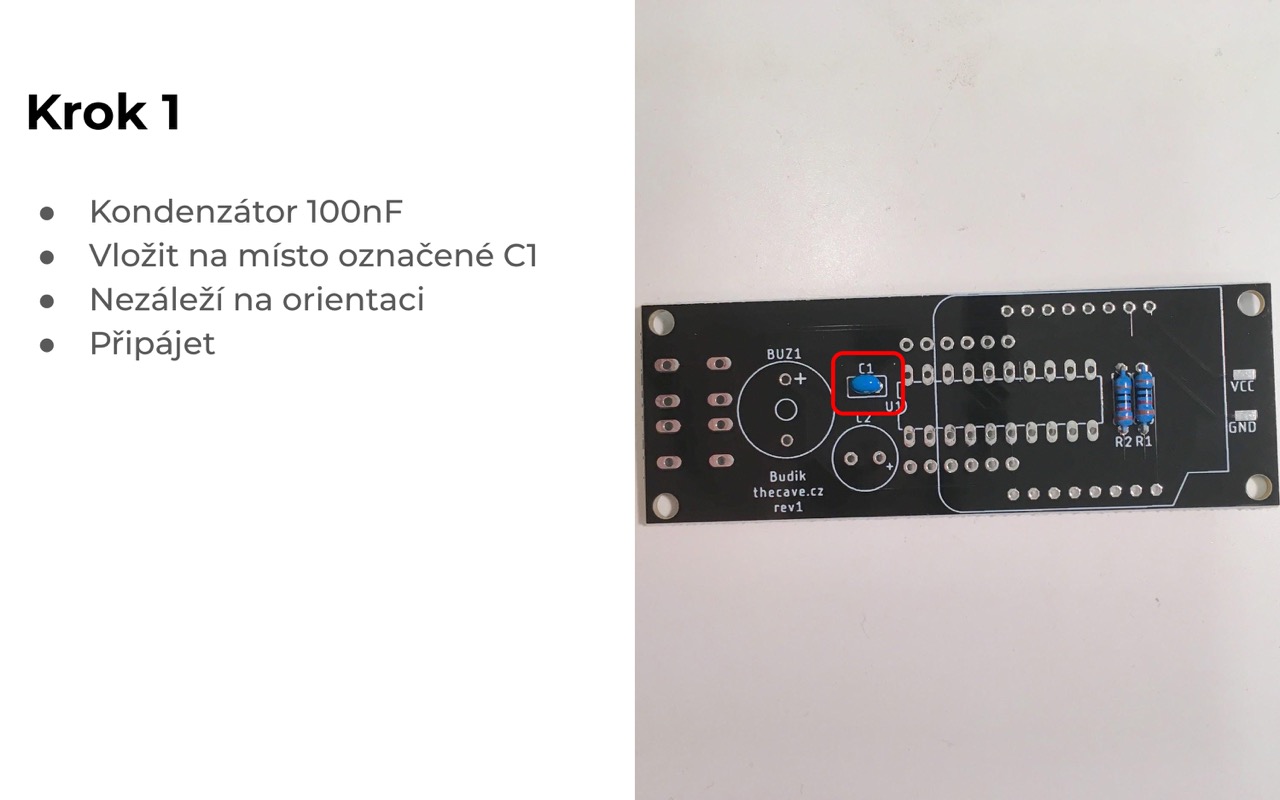 Krok 1
● Kondenzátor 100nF
● Vložit na místo označené C1
● Nezáleží na orientaci
● Připájet
BUZ1
+
C1
U1
C2
+
Budik
thecave.cz
rev1
R2 R1
VCC
GND